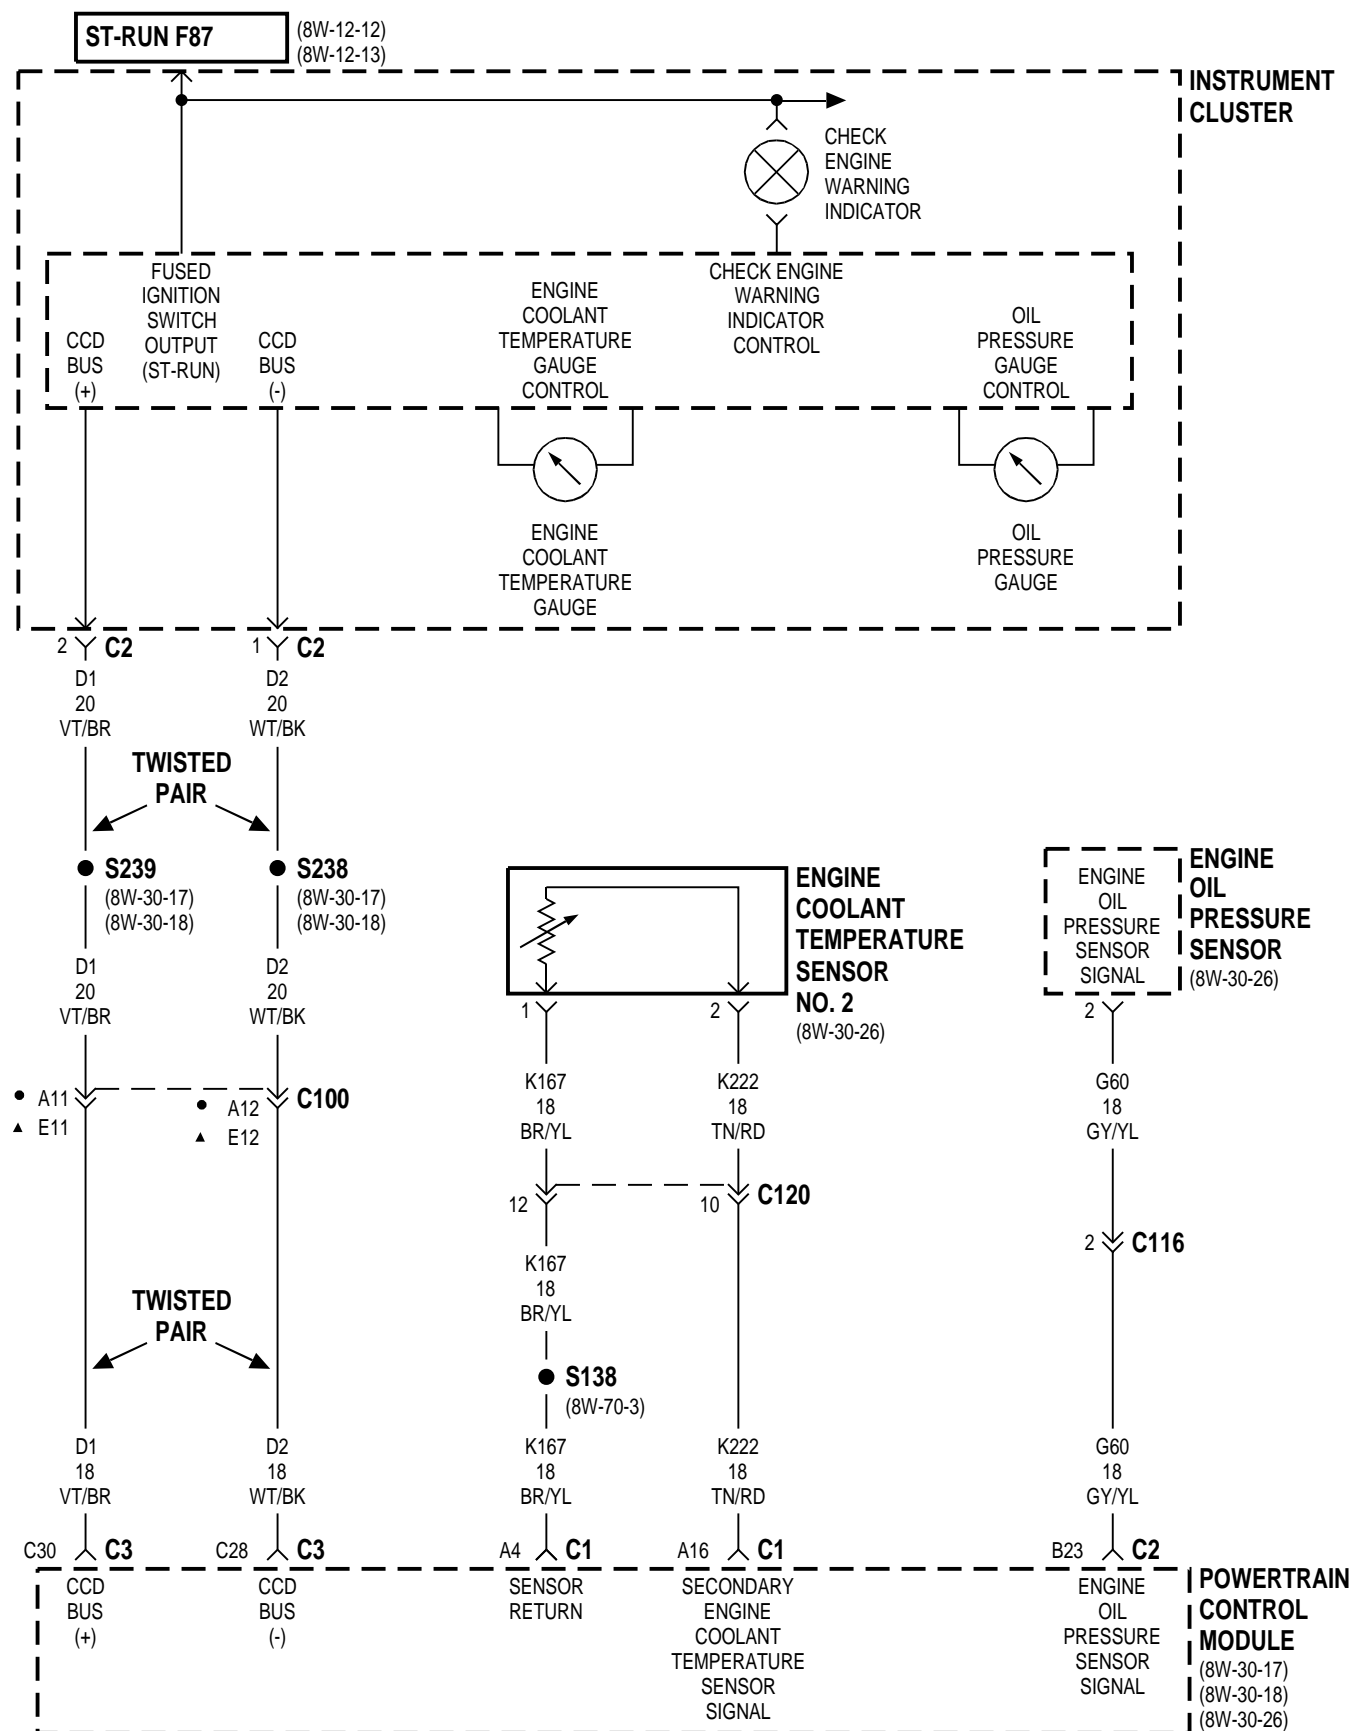 ST-RUN F87
(8W-12-12)
(8W-12-13)
INSTRUMENT
CLUSTER
CHECK
ENGINE
WARNING
INDICATOR
CCD
BUS
(+)
FUSED
IGNITION
SWITCH
OUTPUT
(ST-RUN)
CCD
BUS
(-)
ENGINE
COOLANT
TEMPERATURE
GAUGE
CONTROL
CHECK ENGINE
WARNING
INDICATOR
CONTROL
OIL
PRESSURE
GAUGE
CONTROL
ENGINE
COOLANT
TEMPERATURE
GAUGE
OIL
PRESSURE
GAUGE
2 C2
1 C2
D1
20
VT/BR
D2
20
WT/BK
TWISTED
PAIR
S239
(8W-30-17)
(8W-30-18)
S238
(8W-30-17)
(8W-30-18)
D1
20
VT/BR
D2
20
WT/BK
A11
E11
A12
E12
C100
ENGINE
COOLANT
TEMPERATURE
SENSOR
NO. 2
(8W-30-26)
1
2
K167
18
BR/YL
K222
18
TN/RD
12
10
C120
K167
18
BR/YL
S138
(8W-70-3)
ENGINE
OIL
PRESSURE
SENSOR
SIGNAL
ENGINE
OIL
PRESSURE
SENSOR
(8W-30-26)
2
G60
18
GY/YL
2 C116
TWISTED
PAIR
D1
18
VT/BR
D2
18
WT/BK
K167
18
BR/YL
K222
18
TN/RD
G60
18
GY/YL
C30 C3
C28 C3
A4 C1
A16 C1
B23 C2
CCD
BUS
(+)
CCD
BUS
(-)
SENSOR
RETURN
SECONDARY
ENGINE
COOLANT
TEMPERATURE
SENSOR
SIGNAL
ENGINE
OIL
PRESSURE
SENSOR
SIGNAL
POWERTRAIN
CONTROL
MODULE
(8W-30-17)
(8W-30-18)
(8W-30-26)